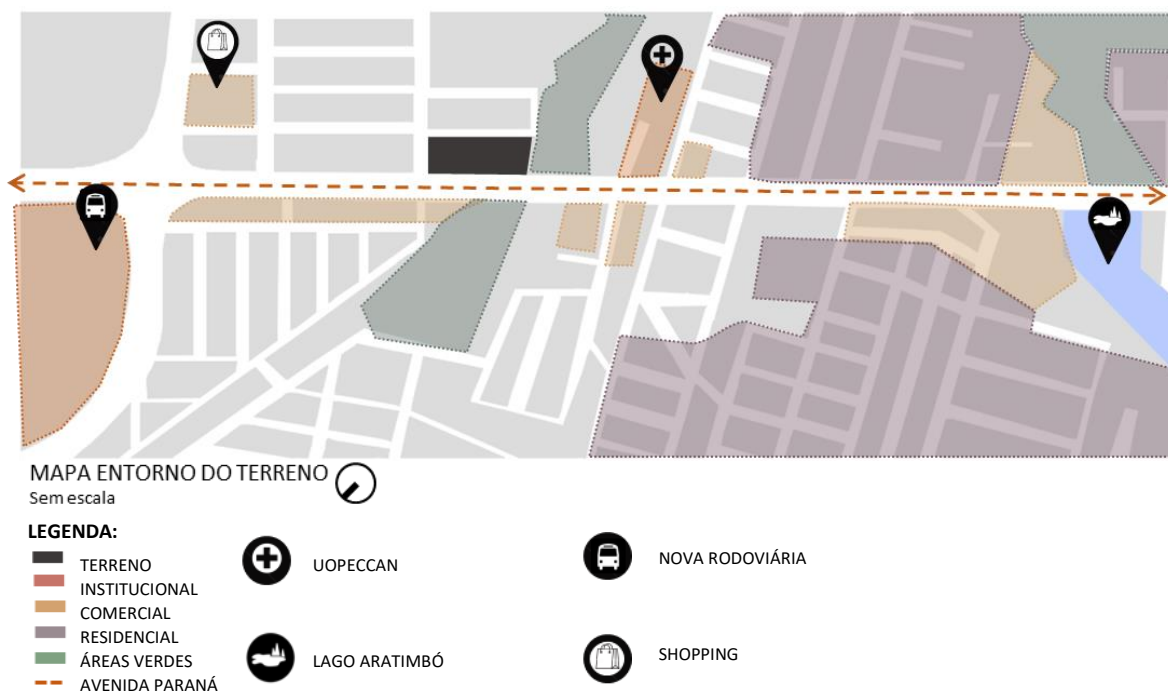 MAPA ENTORNO DO TERRENO
Sem escala
LEGENDA:
TERRENO
INSTITUCIONAL
COMERCIAL
RESIDENCIAL
ÁREAS VERDES
AVENIDA PARANÁ
UOPECCAN
LAGO ARATIMBÓ
NOVA RODOVIÁRIA
SHOPPING